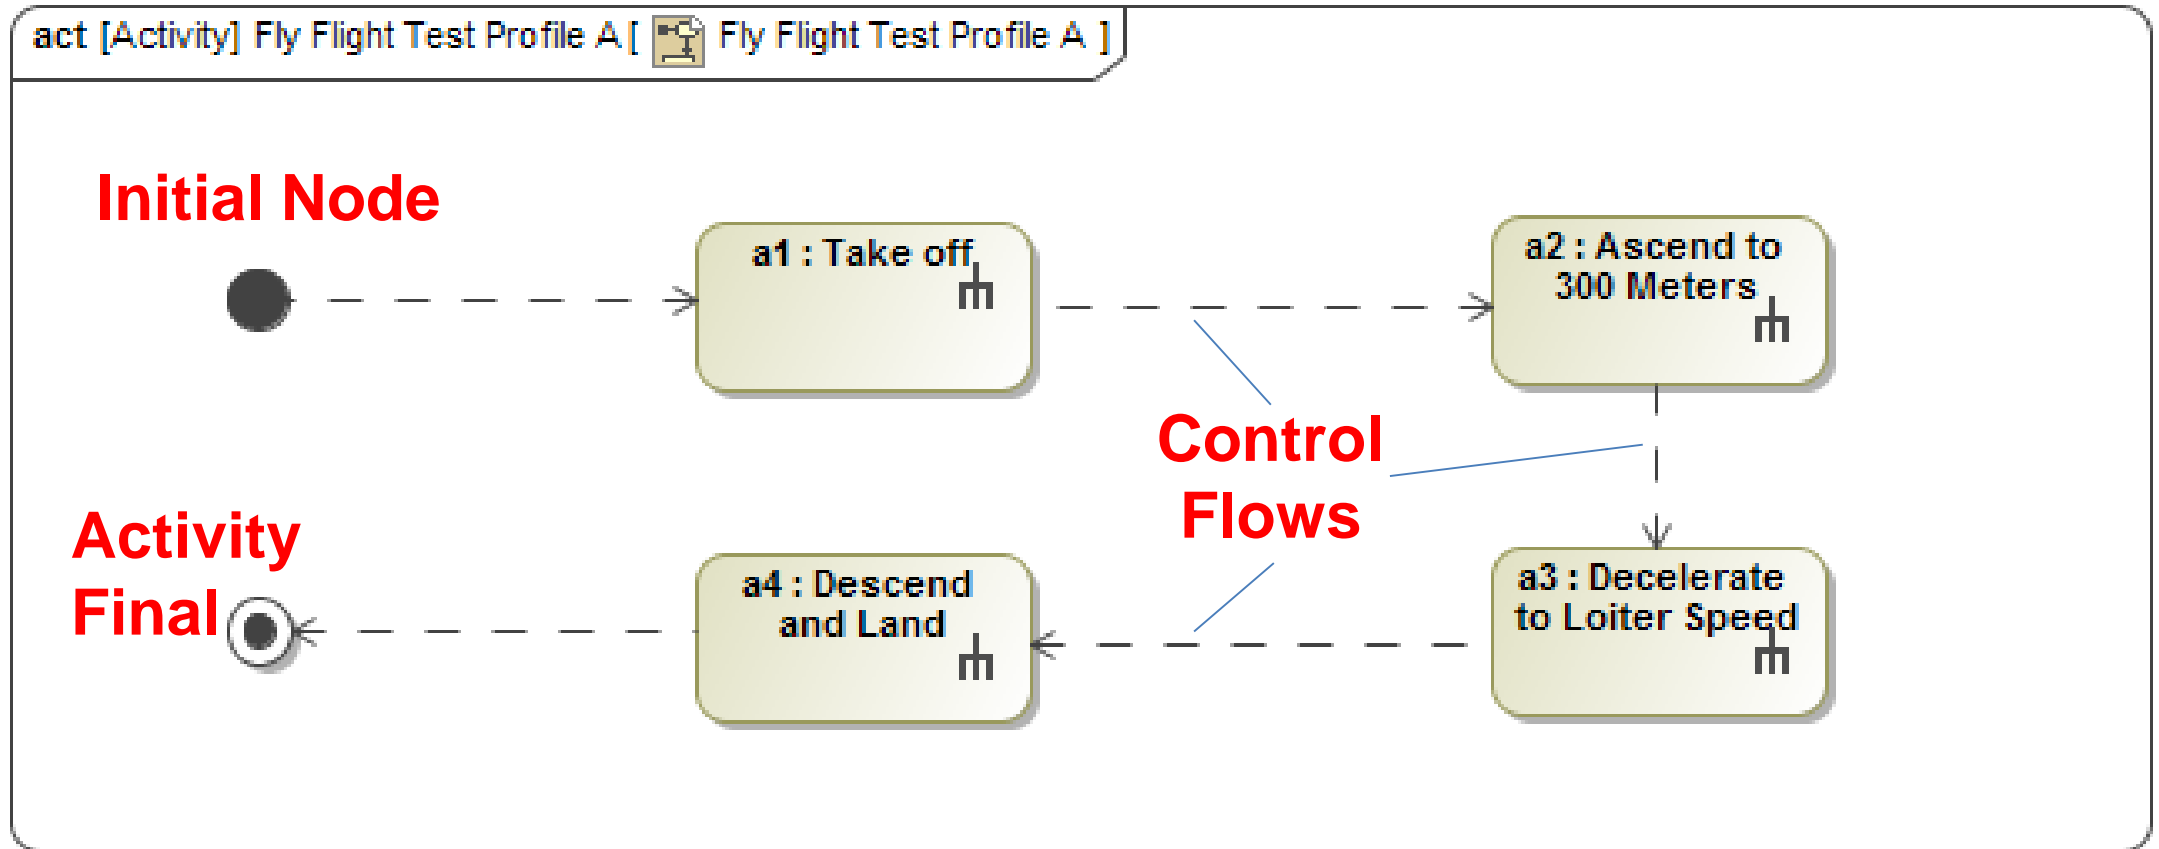 act [Activity] Fly Flight Test Profile A [ Fly Flight Test Profile A ]
Initial Node
a1 : Take off
a2 : Ascend to
300 Meters
Control
Flows
Activity
Final
a4 : Descend
and Land
a3 : Decelerate
to Loiter Speed